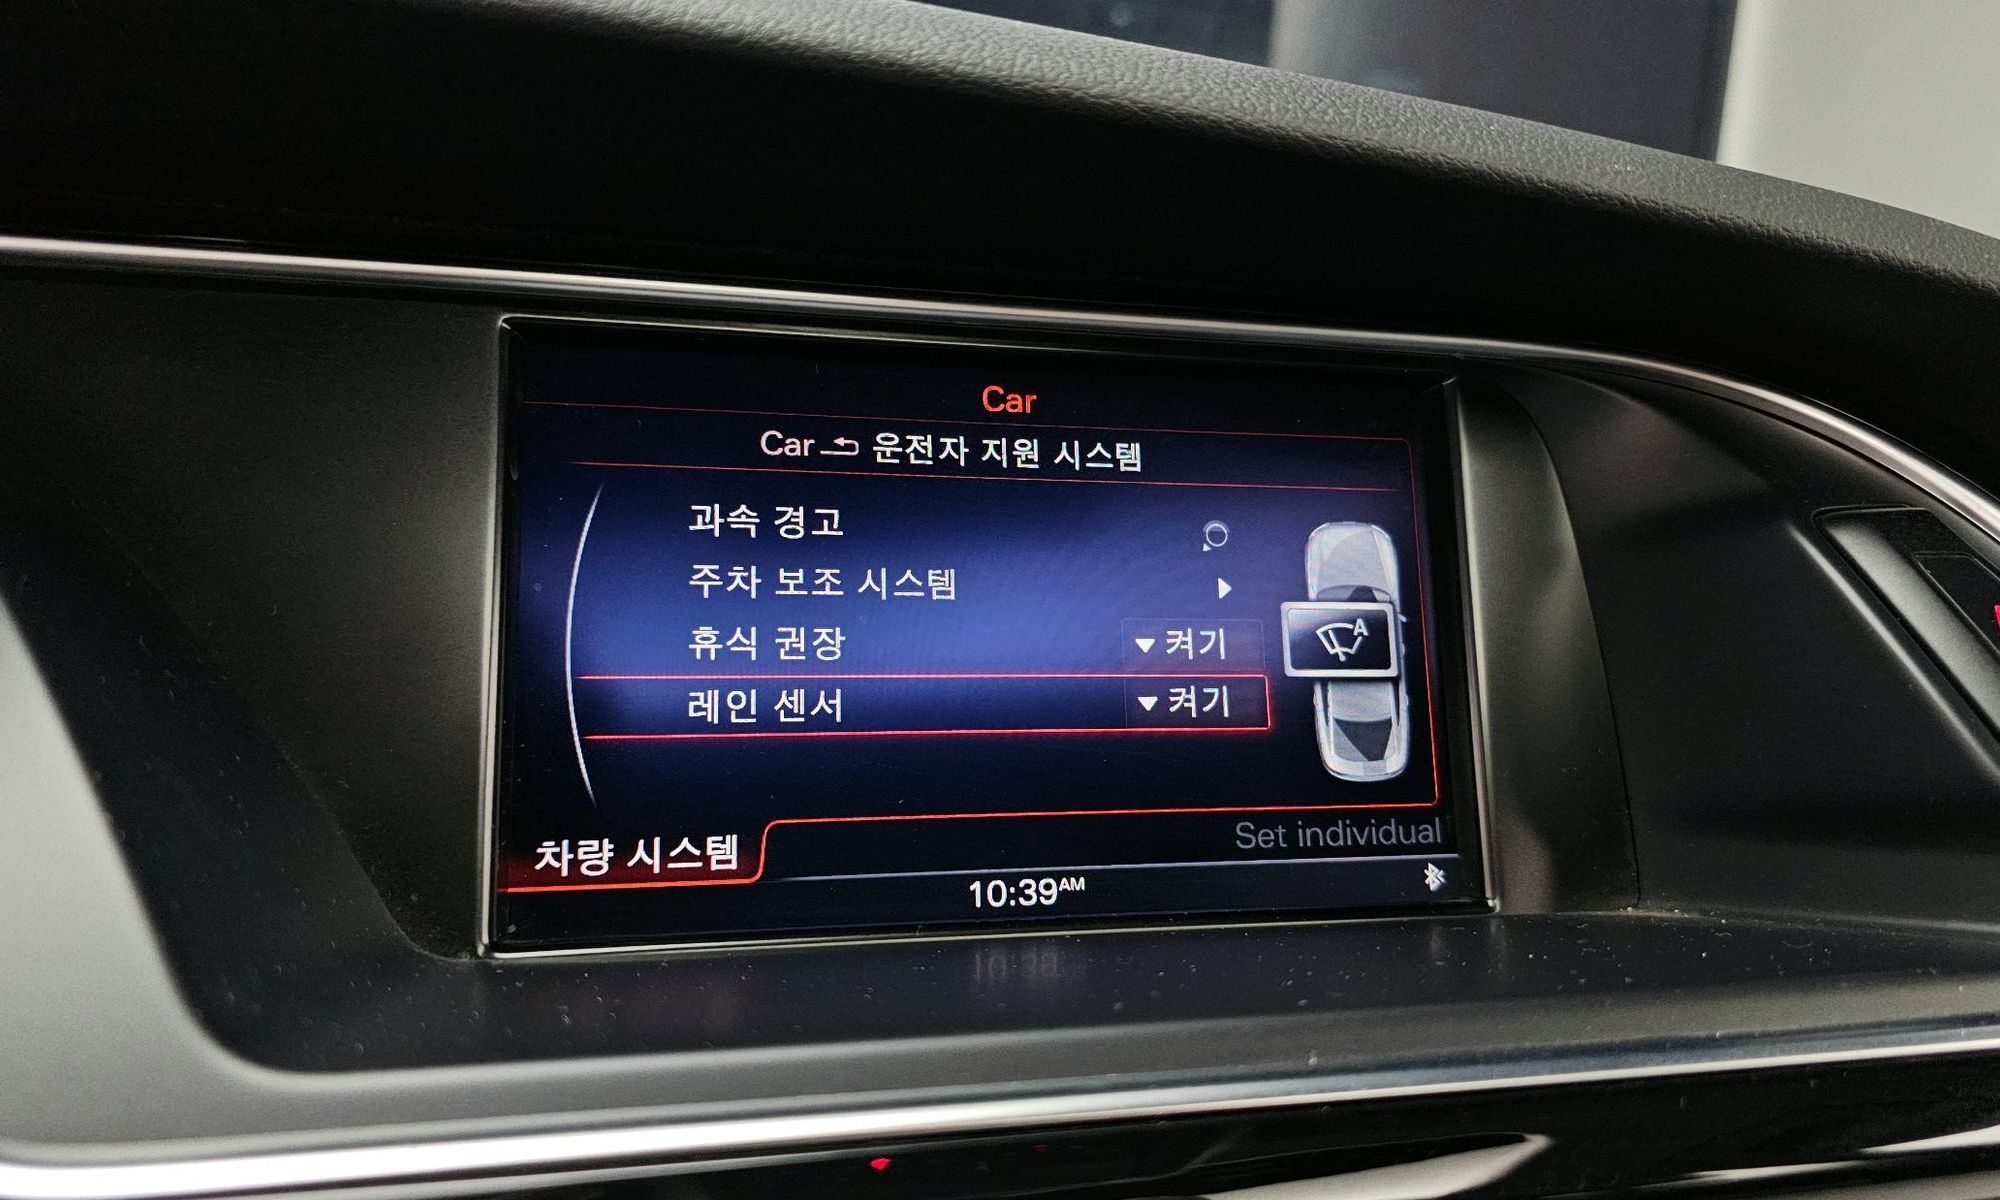 Car
Car 운전자 지원 시스템
과속 경고
주차 보조 시스템
휴식 권장 켜기
레인 센서 켜기
A
차량 시스템
Set individual
10:39AM